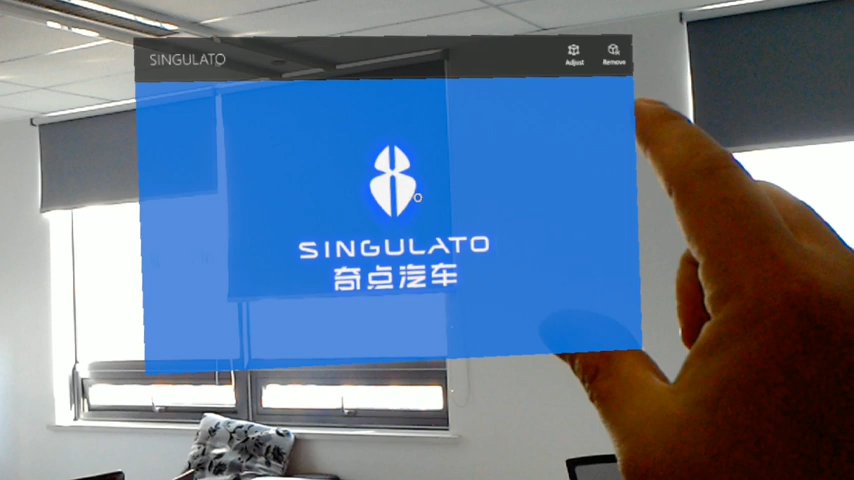 SINGULATO
Adjust
Remove
SINGULATO
奇点汽车